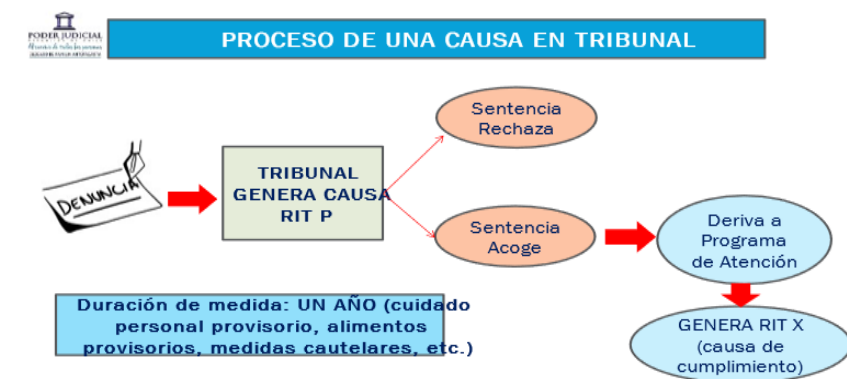 PODER JUDICIAL
PROCESO DE UNA CAUSA EN TRIBUNAL
Sentencia
Rechaza
DENUNCIA
TRIBUNAL
GENERA CAUSA
RIT P
Sentencia
Acoge
Deriva a
Programa
de Atención
Duración de medida: UN AÑO (cuidado
personal provisorio, alimentos
provisorios, medidas cautelares, etc.)
GENERA RIT X
(causa de
cumplimiento)